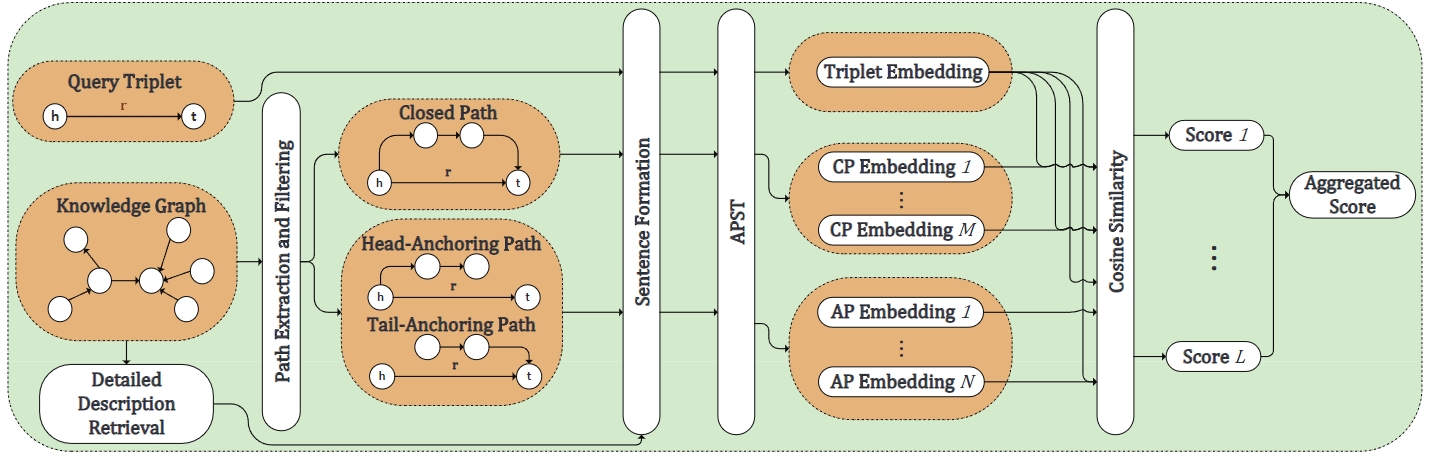 Query Triplet
r
h
t
Knowledge Graph
Detailed
Description
Retrieval
Path Extraction and Filtering
Closed Path
h
r
t
Head-Anchoring Path
r
h
t
Tail-Anchoring Path
r
h
t
Sentence Formation
APST
Triplet Embedding
CP Embedding 1
⋮
CP Embedding M
AP Embedding 1
⋮
AP Embedding N
Cosine Similarity
Score 1
⋮
Score L
Aggregated
Score